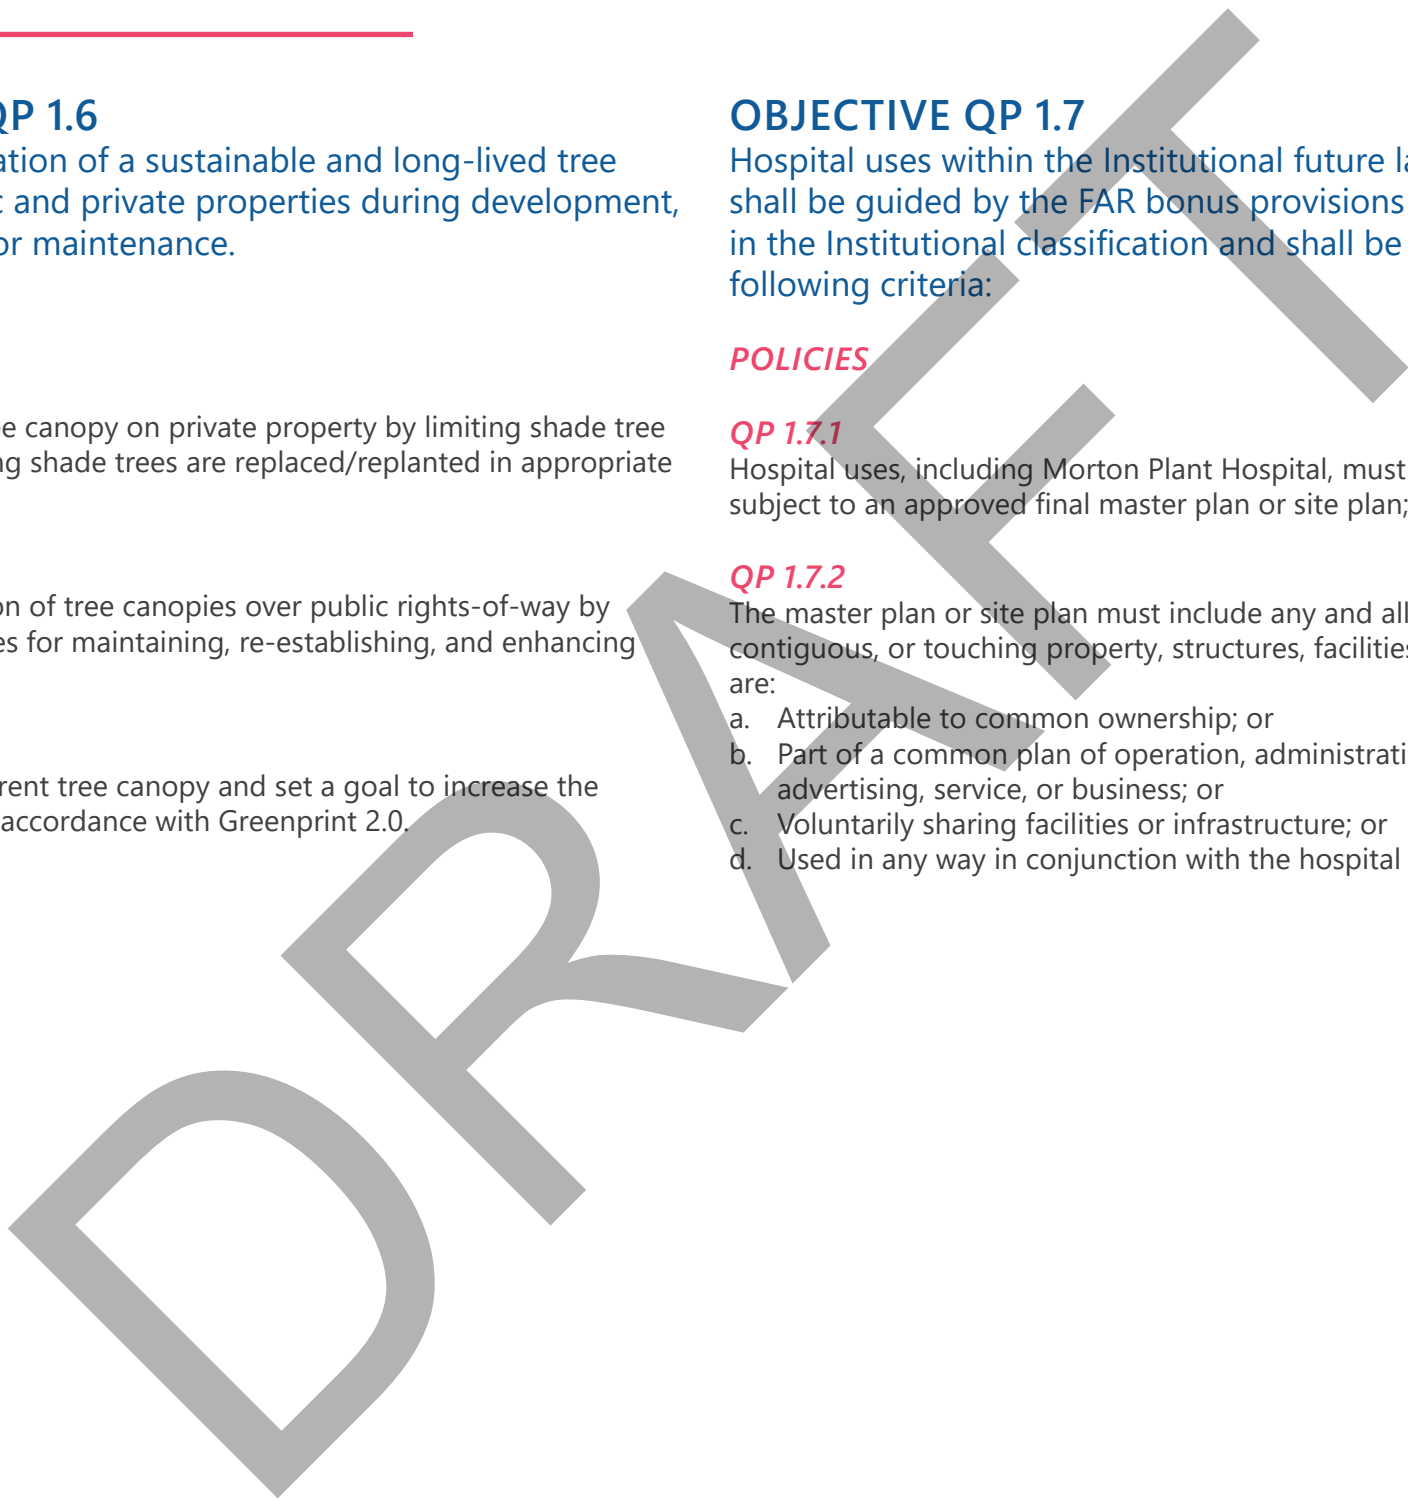 QP 1.6
ation of a sustainable and long-lived tree
and private properties during development,
or maintenance.
e canopy on private property by limiting shade tree
ng shade trees are replaced/replanted in appropriate
on of tree canopies over public rights-of-way by
es for maintaining, re-establishing, and enhancing
rent tree canopy and set a goal to increase the
accordance with Greenprint 2.0.
OBJECTIVE QP 1.7
Hospital uses within the Institutional future la
shall be guided by the FAR bonus provisions
in the Institutional classification and shall be
following criteria:
POLICIES
QP 1.7.1
Hospital uses, including Morton Plant Hospital, must
subject to an approved final master plan or site plan;
QP 1.7.2
The master plan or site plan must include any and all
contiguous, or touching property, structures, facilities
are:
a. Attributable to common ownership; or
b. Part of a common plan of operation, administrati
advertising, service, or business; or
c. Voluntarily sharing facilities or infrastructure; or
d. Used in any way in conjunction with the hospital
DRAFT